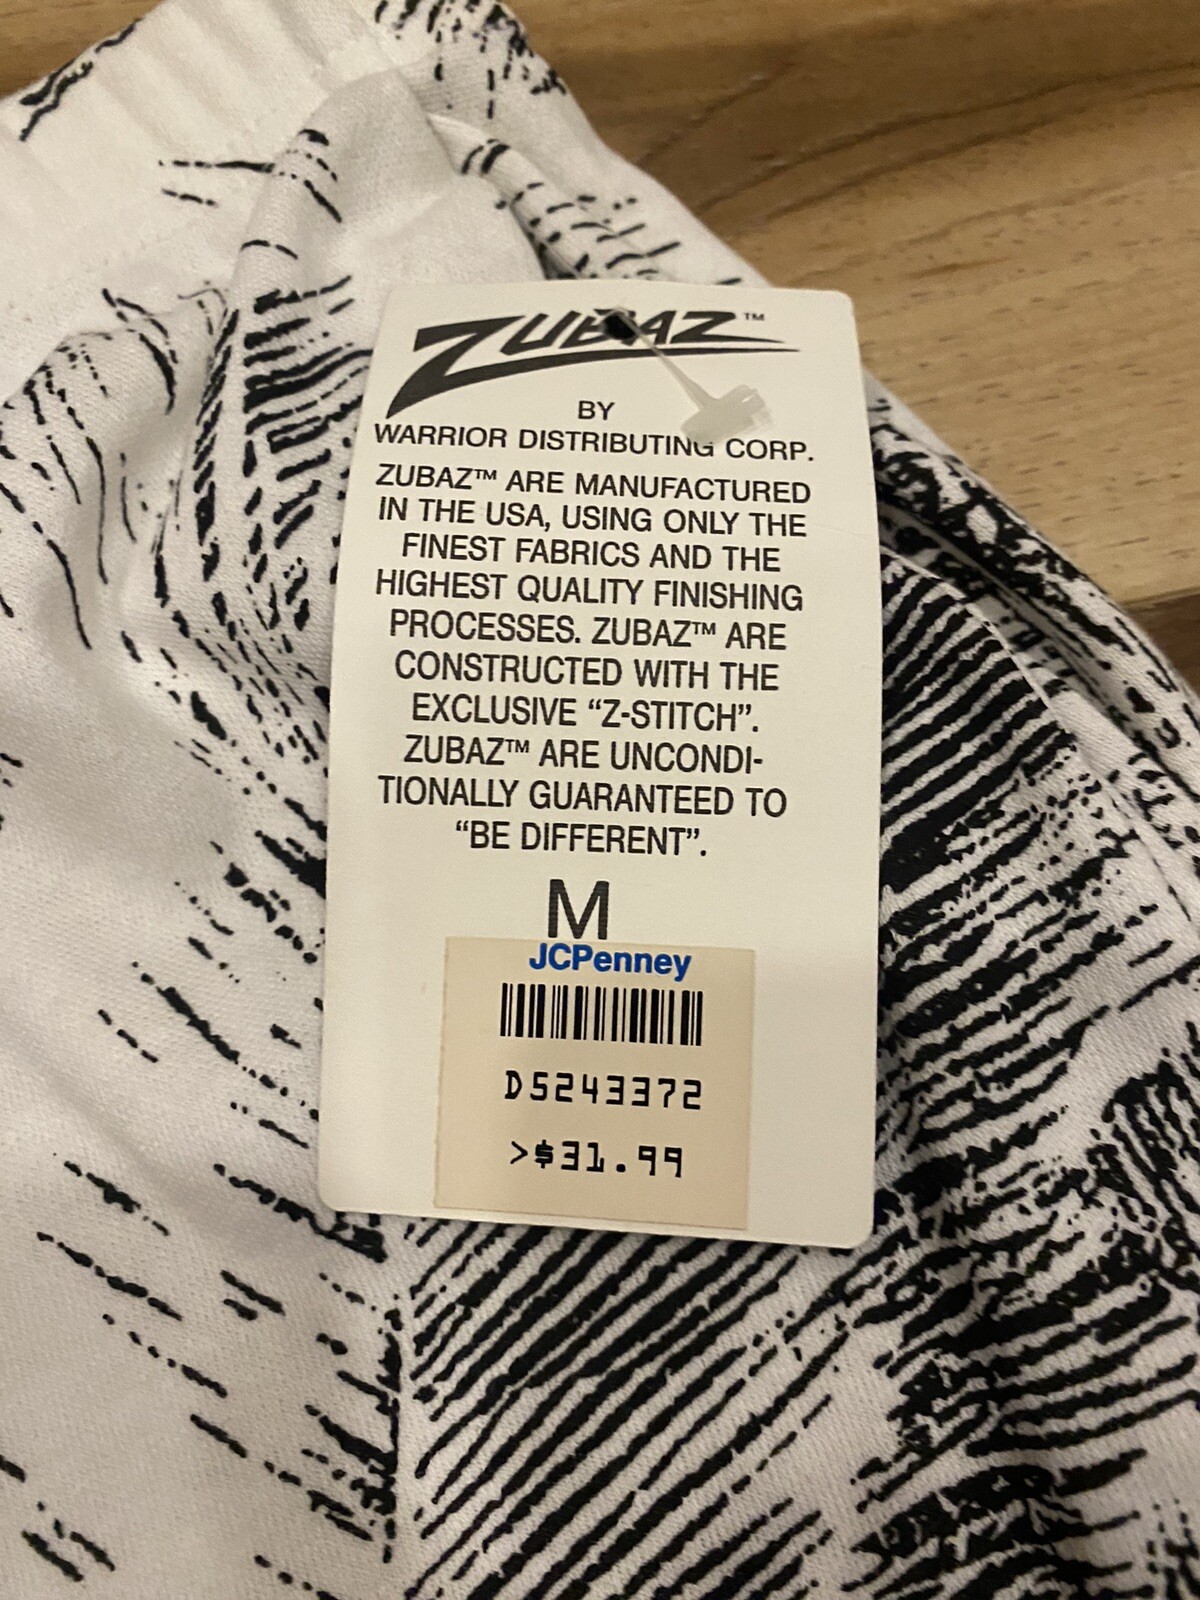 ZUBAZ™
BY
WARRIOR DISTRIBUTING CORP.
ZUBAZ™ ARE MANUFACTURED
IN THE USA, USING ONLY THE
FINEST FABRICS AND THE
HIGHEST QUALITY FINISHING
PROCESSES. ZUBAZ™ ARE
CONSTRUCTED WITH THE
EXCLUSIVE “Z-STITCH”.
ZUBAZ™ ARE UNCONDI-
TIONALLY GUARANTEED TO
“BE DIFFERENT”.
M
JCPenney
D5243372
>$31.99